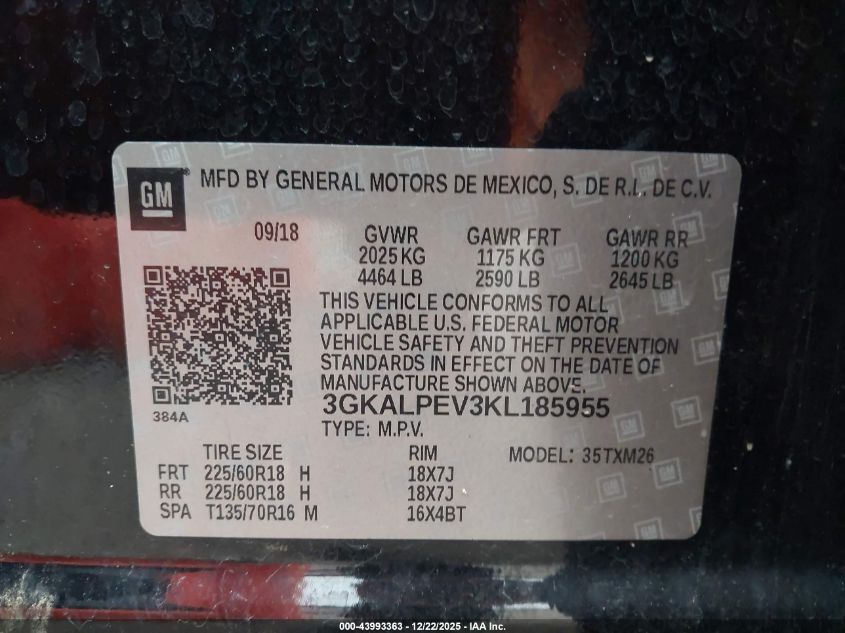 GM MFD BY GENERAL MOTORS DE MEXICO, S. DE R.L. DE C.V.
09/18 GVWR GAWR FRT GAWR RR
2025 KG 1175 KG 1200 KG
4464 LB 2590 LB 2645 LB
THIS VEHICLE CONFORMS TO ALL
APPLICABLE U.S. FEDERAL MOTOR
VEHICLE SAFETY AND THEFT PREVENTION
STANDARDS IN EFFECT ON THE DATE OF
MANUFACTURE SHOWN ABOVE.
384A
3GKALPEV3KL185955
TYPE: M.P.V.
TIRE SIZE RIM MODEL: 35TXM26
FRT 225/60R18 H 18X7J
RR 225/60R18 H 18X7J
SPA T135/70R16 M 16X4BT
000-43993363 - 12/22/2025 - IAA Inc.